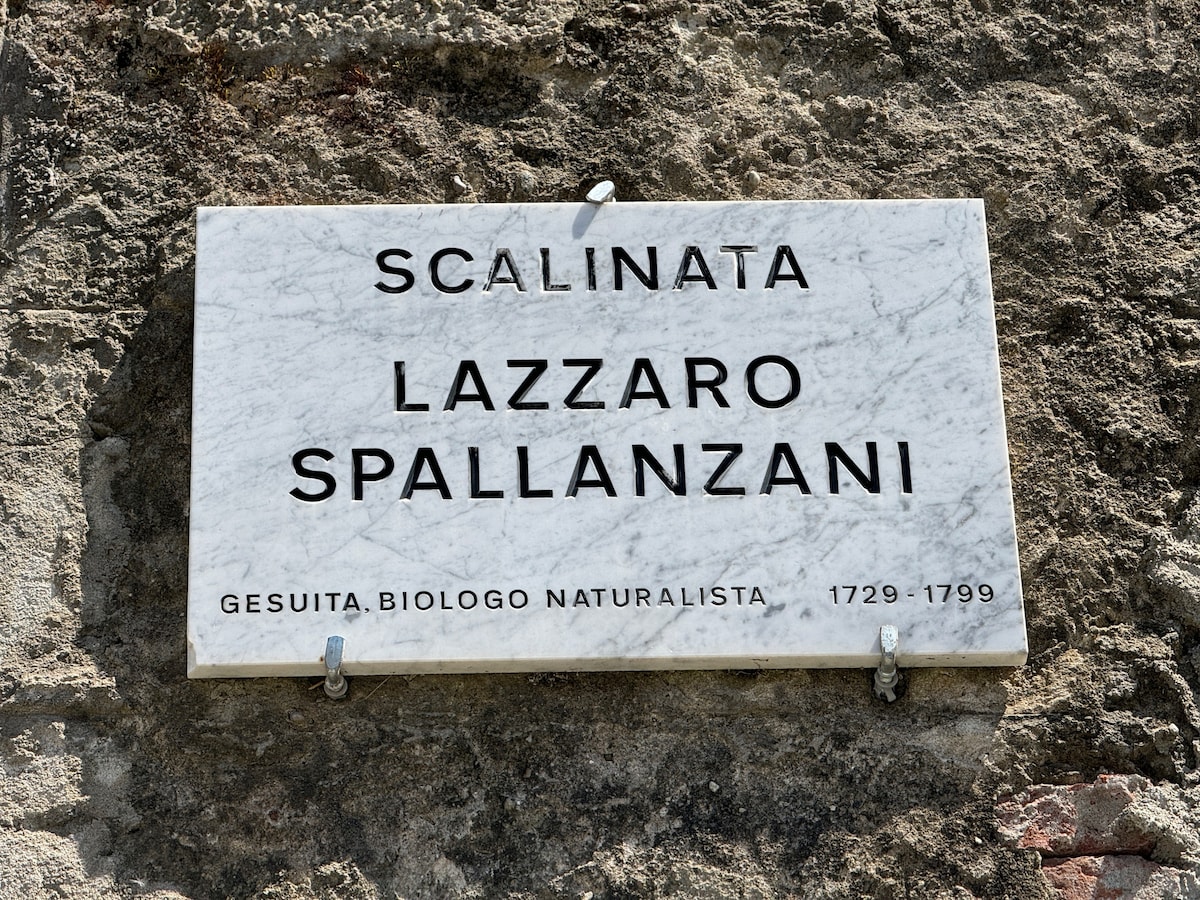 SCALINATA
LAZZARO
SPALLANZANI
GESUITA, BIOLOGO NATURALISTA 1729 - 1799